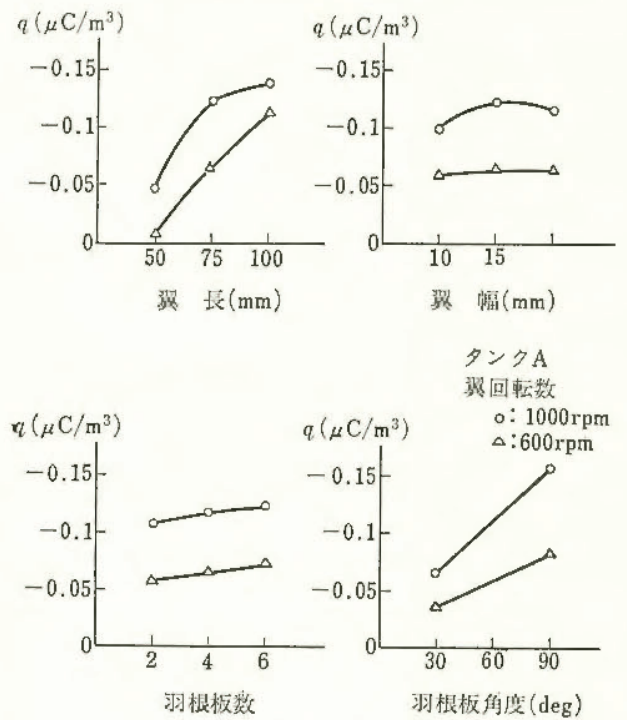 q (μC/m³)
−0.15
−0.1
−0.05
0
50 75 100
翼 長(mm)
q (μC/m³)
−0.15
−0.1
−0.05
0
10 15
翼 幅(mm)
タンクA
翼回転数
○: 1000rpm
△:600rpm
q (μC/m³)
−0.15
−0.1
−0.05
0
2 4 6
羽根板数
q (μC/m³)
−0.15
−0.1
−0.05
0
30 60 90
羽根板角度(deg)